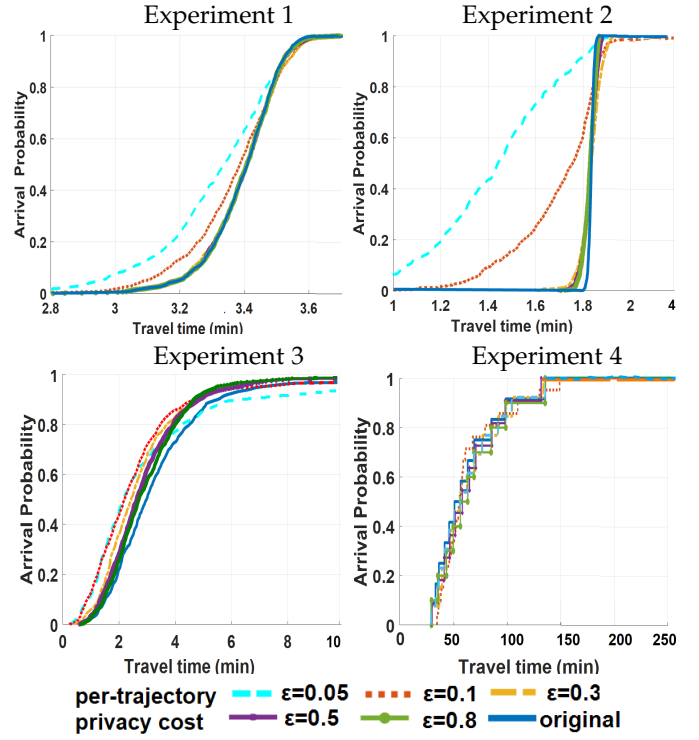 Experiment 1
Experiment 2
Arrival Probability
1
0.8
0.6
0.4
0.2
0
2.8 3 3.2 3.4 3.6
Travel time (min)
Arrival Probability
1
0.8
0.6
0.4
0.2
0
1 1.2 1.4 1.6 1.8 2 4
Travel time (min)
Experiment 3
Experiment 4
Arrival Probability
1
0.8
0.6
0.4
0.2
0
0 2 4 6 8 10
Travel time (min)
Arrival Probability
1
0.8
0.6
0.4
0.2
0
0 50 100 150 200 250
Travel time (min)
per-trajectory ε=0.05 ε=0.1 ε=0.3
privacy cost ε=0.5 ε=0.8 original